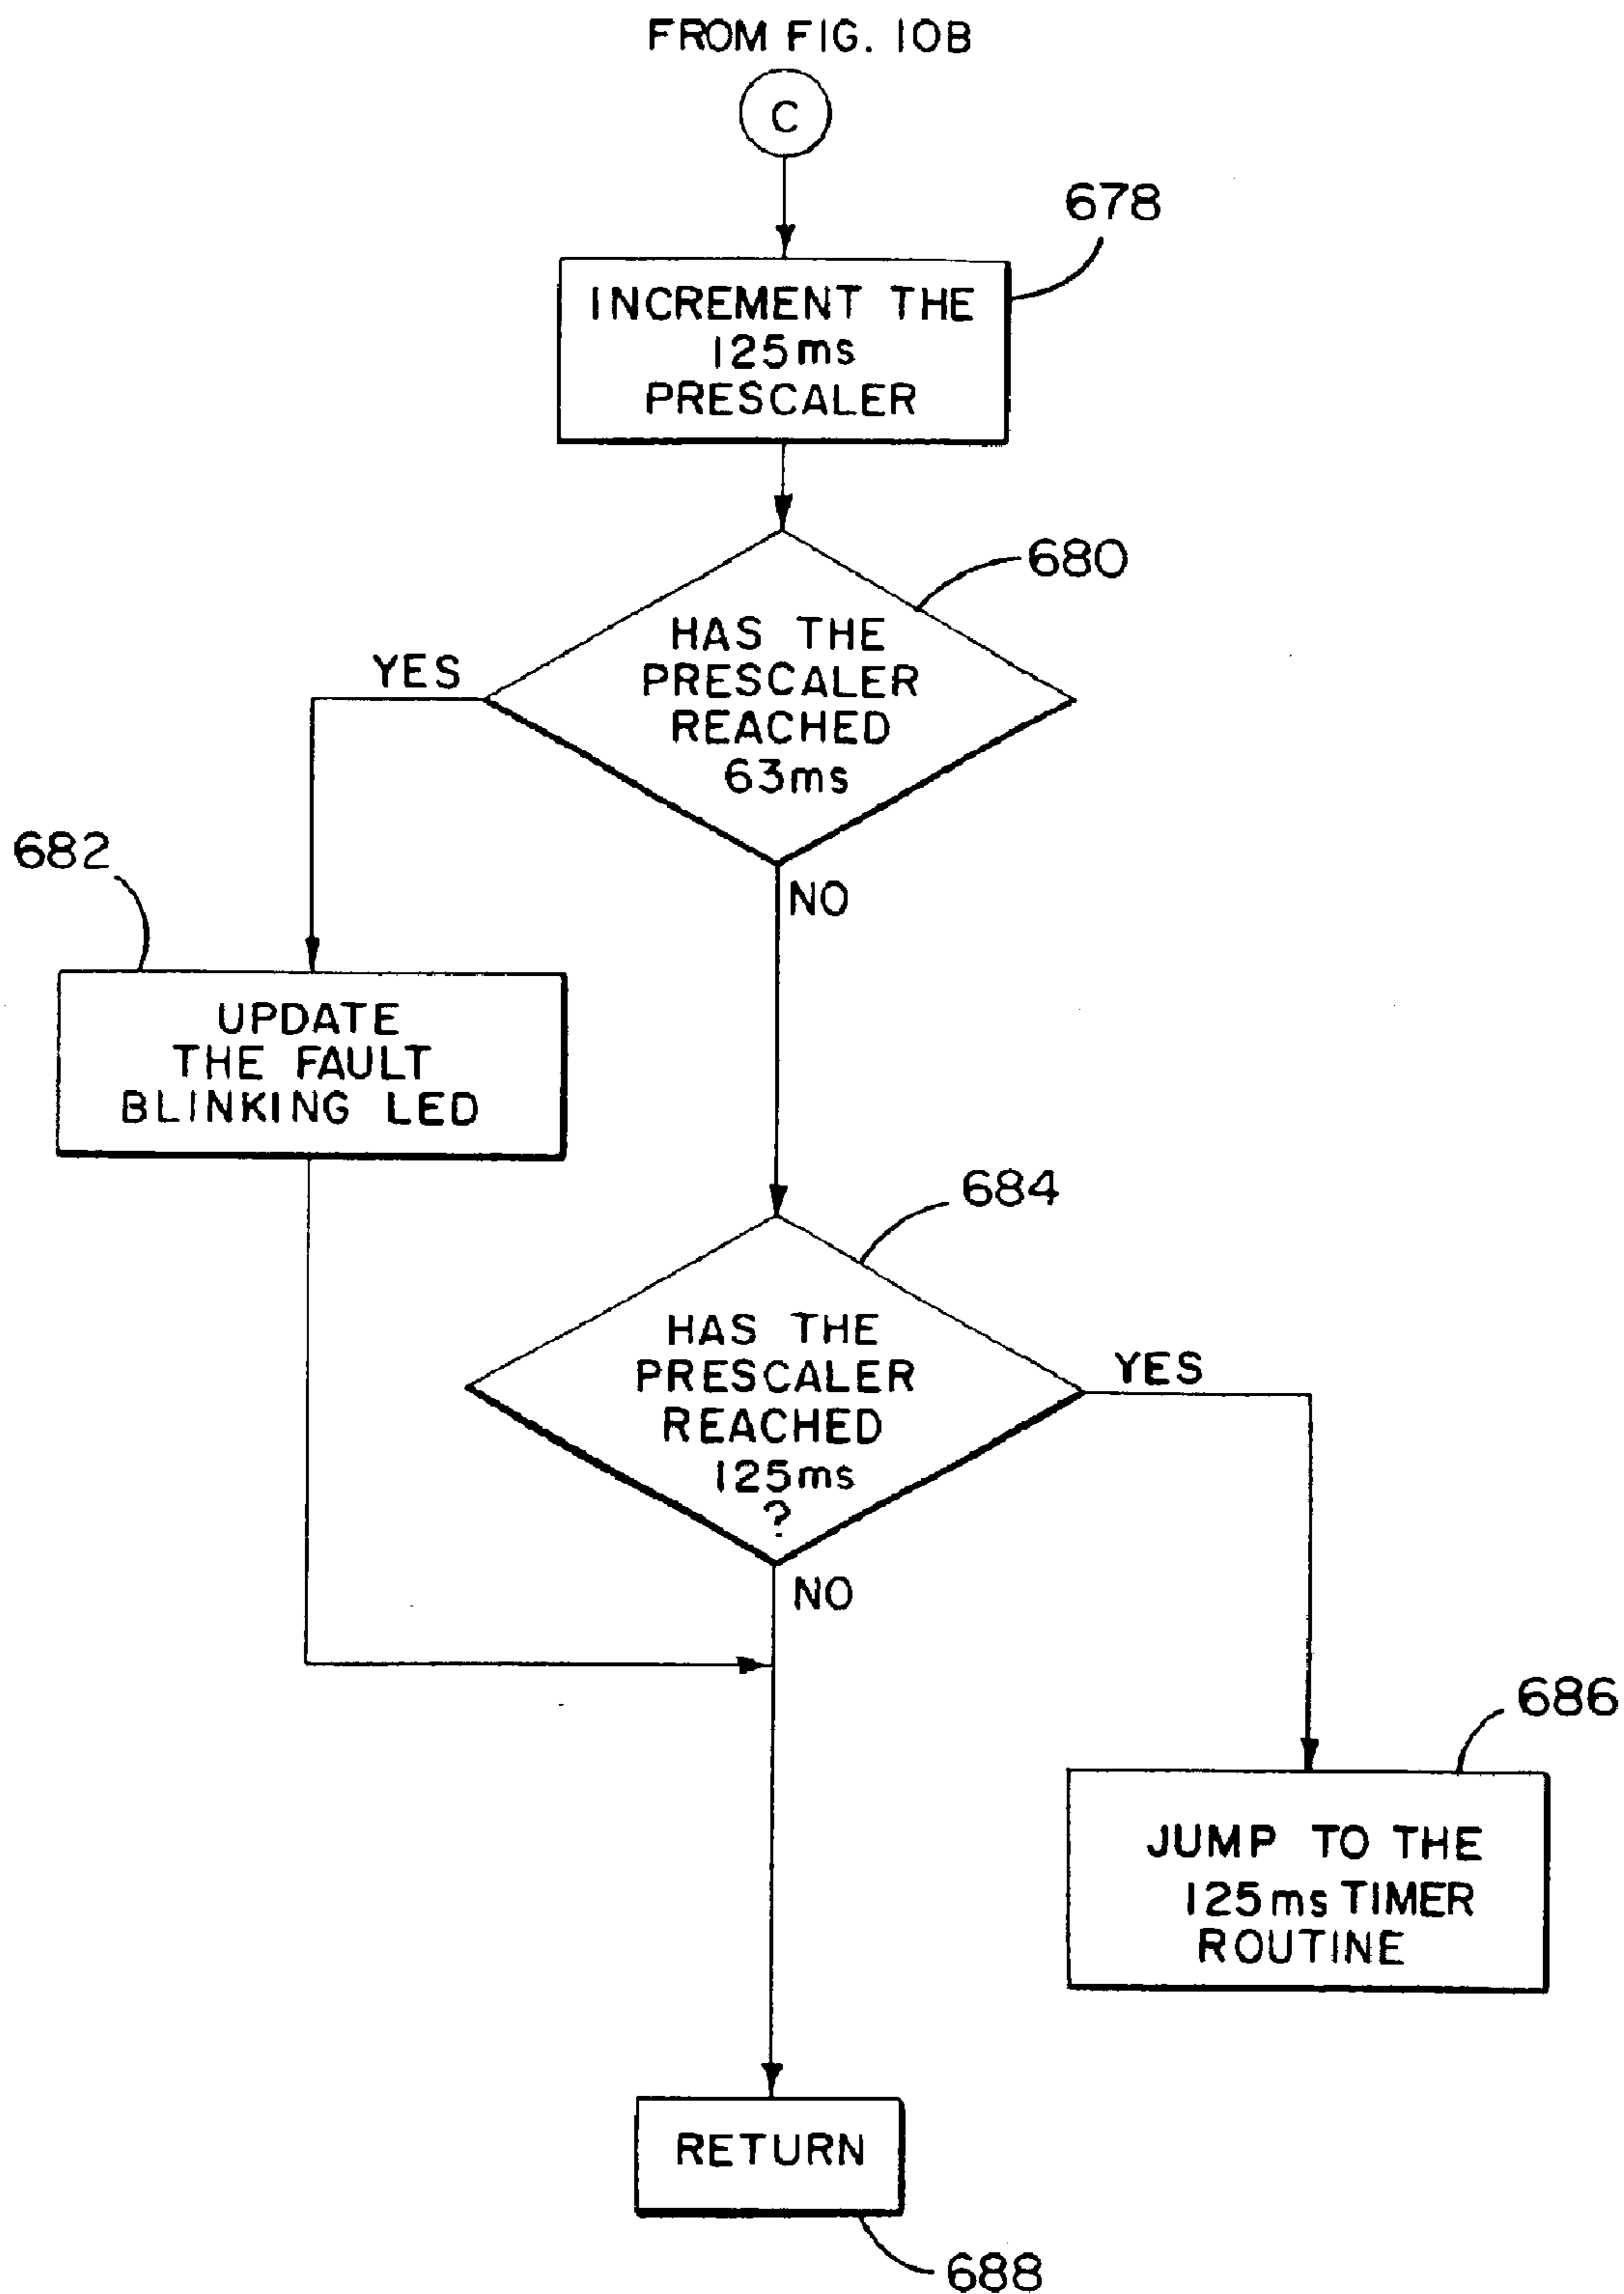 FROM FIG. 10B
C
678
INCREMENT THE
125ms
PRESCALER
680
HAS THE
PRESCALER
REACHED
63ms
YES
NO
682
UPDATE
THE FAULT
BLINKING LED
684
HAS THE
PRESCALER
REACHED
125ms
?
YES
NO
686
JUMP TO THE
125ms TIMER
ROUTINE
RETURN
688